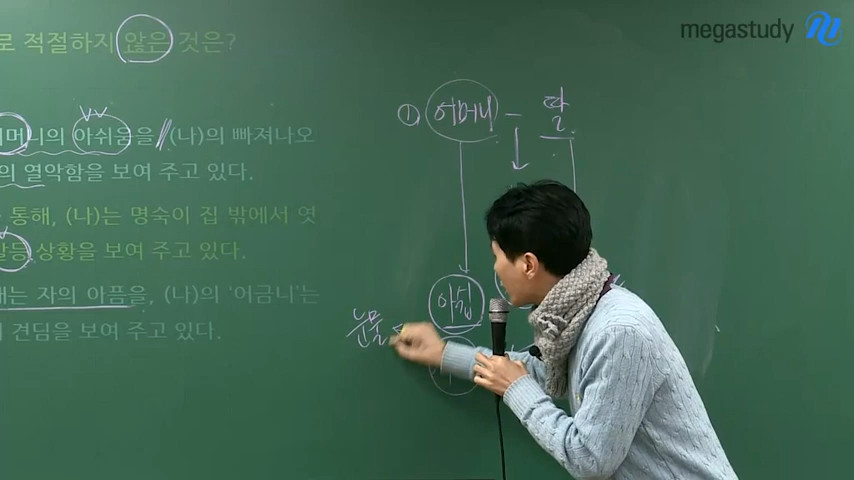 megastudy
로 적절하지 않은 것은?
머니의 아쉬움을 (나)의 빠져나오
의 열악함을 보여 주고 있다.
통해, (나)는 명숙이 집 밖에서 엿
갈등 상황을 보여 주고 있다.
내는 자의 아픔을, (나)의 '어금니'는
견딤을 보여 주고 있다.
① 어머니 - 딸
아쉽
눈물